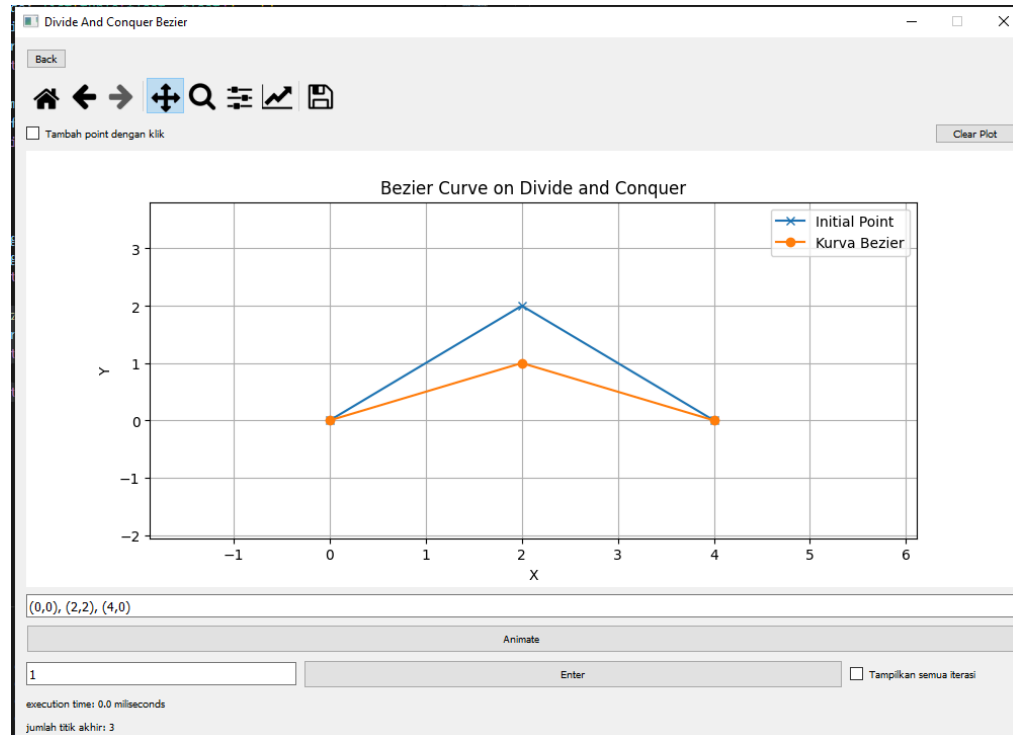 Divide And Conquer Bezier
Back
Tambah point dengan klik
Clear Plot
Bezier Curve on Divide and Conquer
Initial Point
Kurva Bezier
3
2
1
0
−1
−2
Y
−1 0 1 2 3 4 5 6
X
(0,0), (2,2), (4,0)
Animate
1
Enter
Tampilkan semua iterasi
execution time: 0.0 miliseconds
jumlah titik akhir: 3